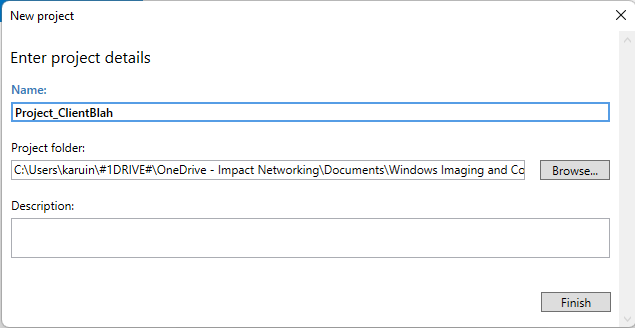 New project
Enter project details
Name:
Project_ClientBlah
Project folder:
C:\Users\karuin\#1DRIVE#\OneDrive - Impact Networking\Documents\Windows Imaging and Co
Browse...
Description:
Finish